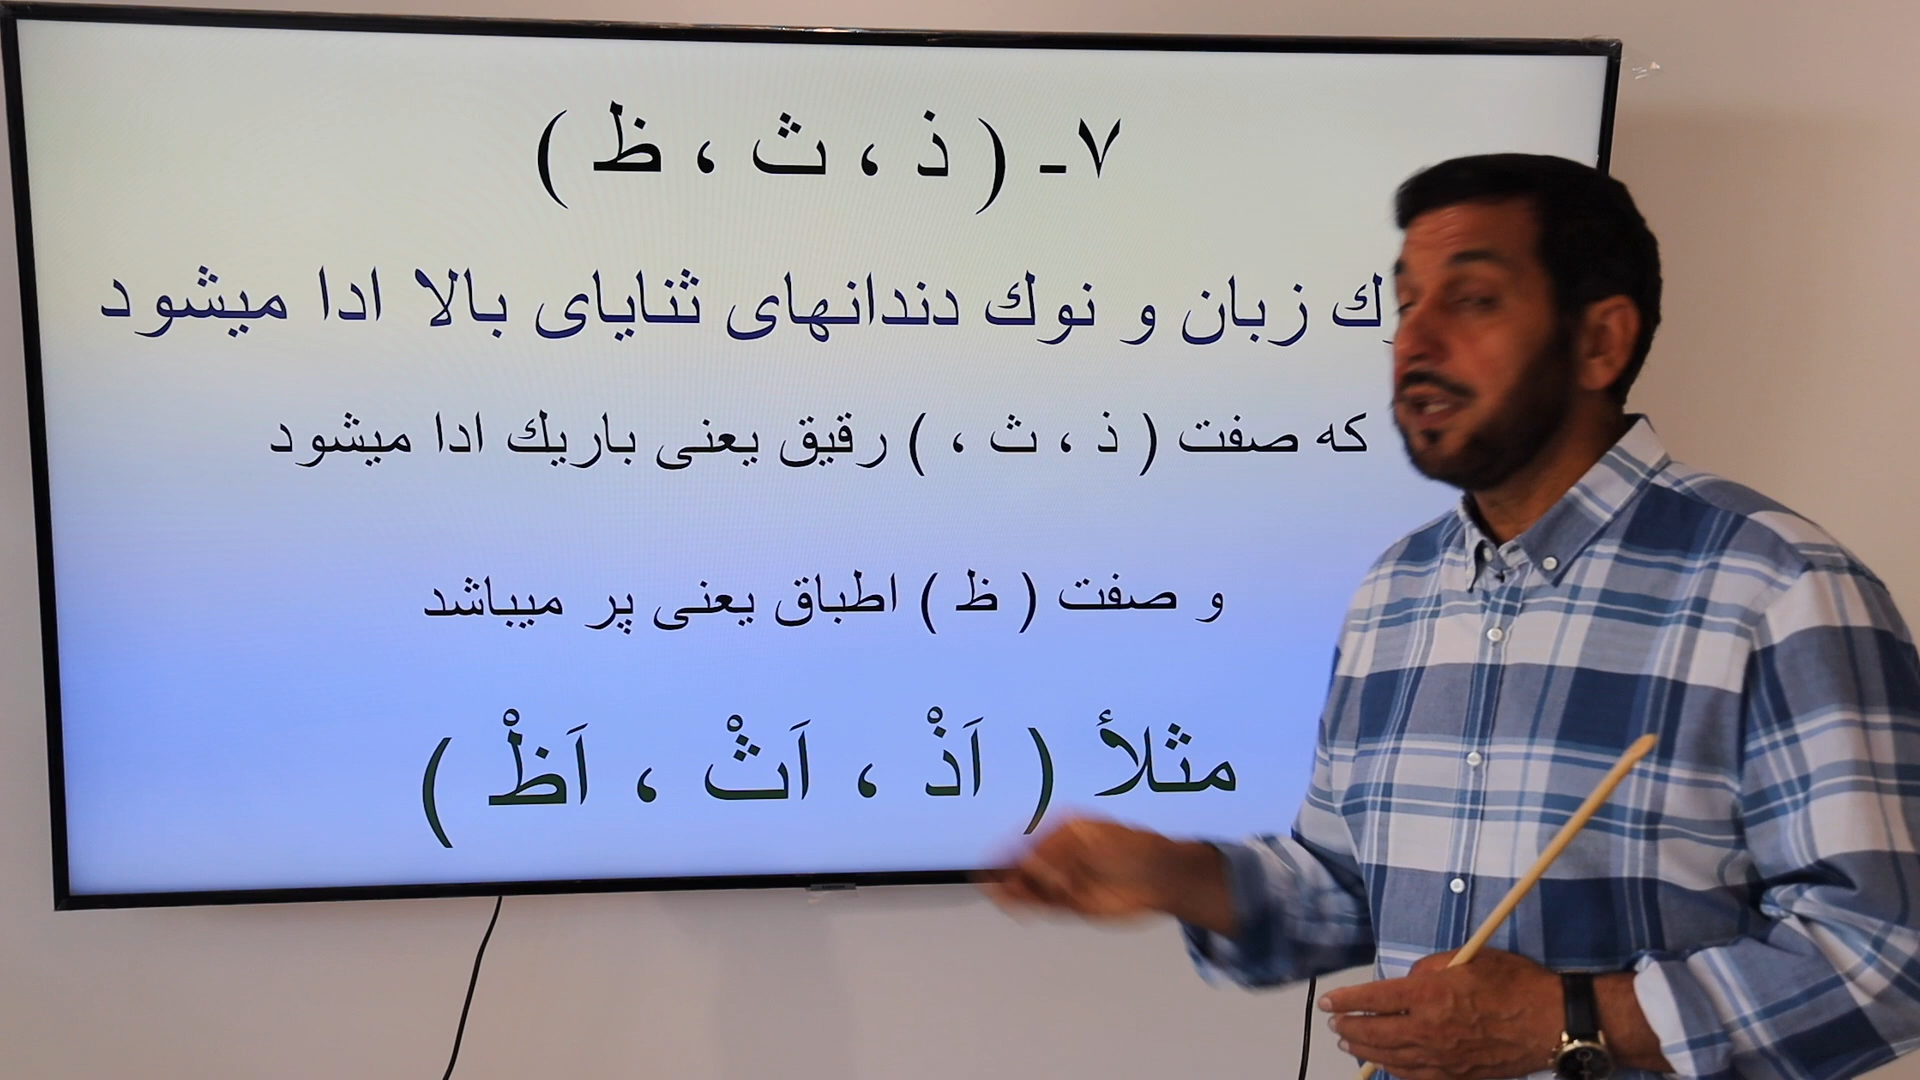 ٧- ( ذ ، ث ، ظ )
زبان و نوك دندانهای ثنایای بالا ادا میشود
که صفت ( ذ ، ث ، ) رقیق یعنی باریك ادا میشود
و صفت ( ظ ) اطباق یعنی پر میباشد
مثلأ ( اَذْ ، اَثْ ، اَظْ )